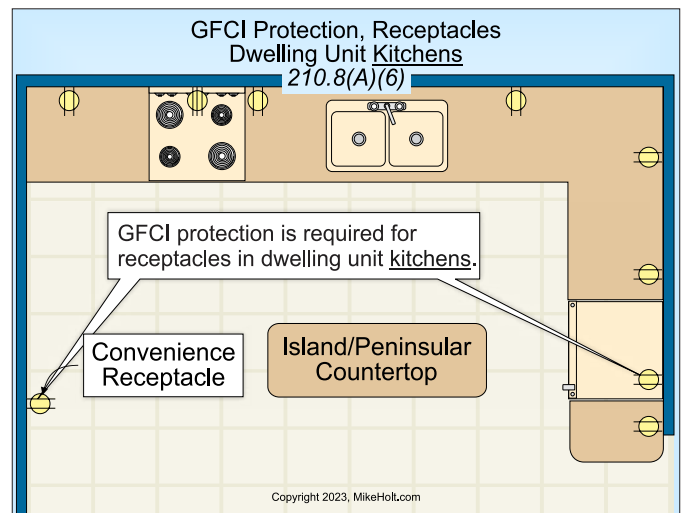 GFCI Protection, Receptacles
Dwelling Unit Kitchens
210.8(A)(6)
GFCI protection is required for
receptacles in dwelling unit kitchens.
Convenience
Receptacle
Island/Peninsular
Countertop
Copyright 2023, MikeHolt.com